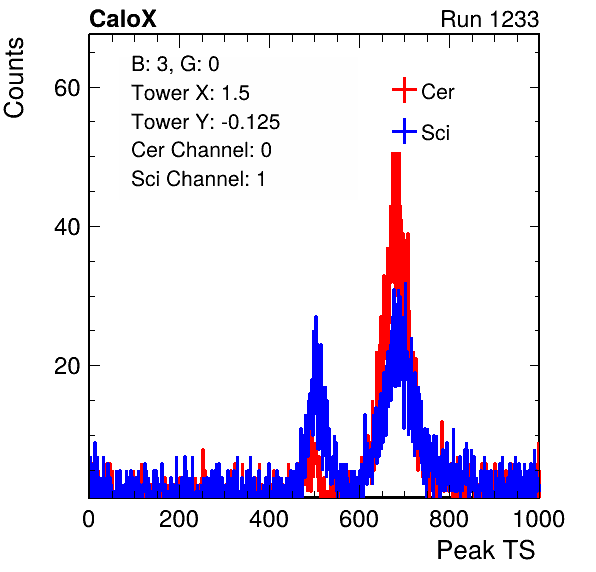 CaloX Run 1233
Counts
60
40
20
B: 3, G: 0
Tower X: 1.5
Tower Y: -0.125
Cer Channel: 0
Sci Channel: 1
Cer
Sci
0 200 400 600 800 1000
Peak TS